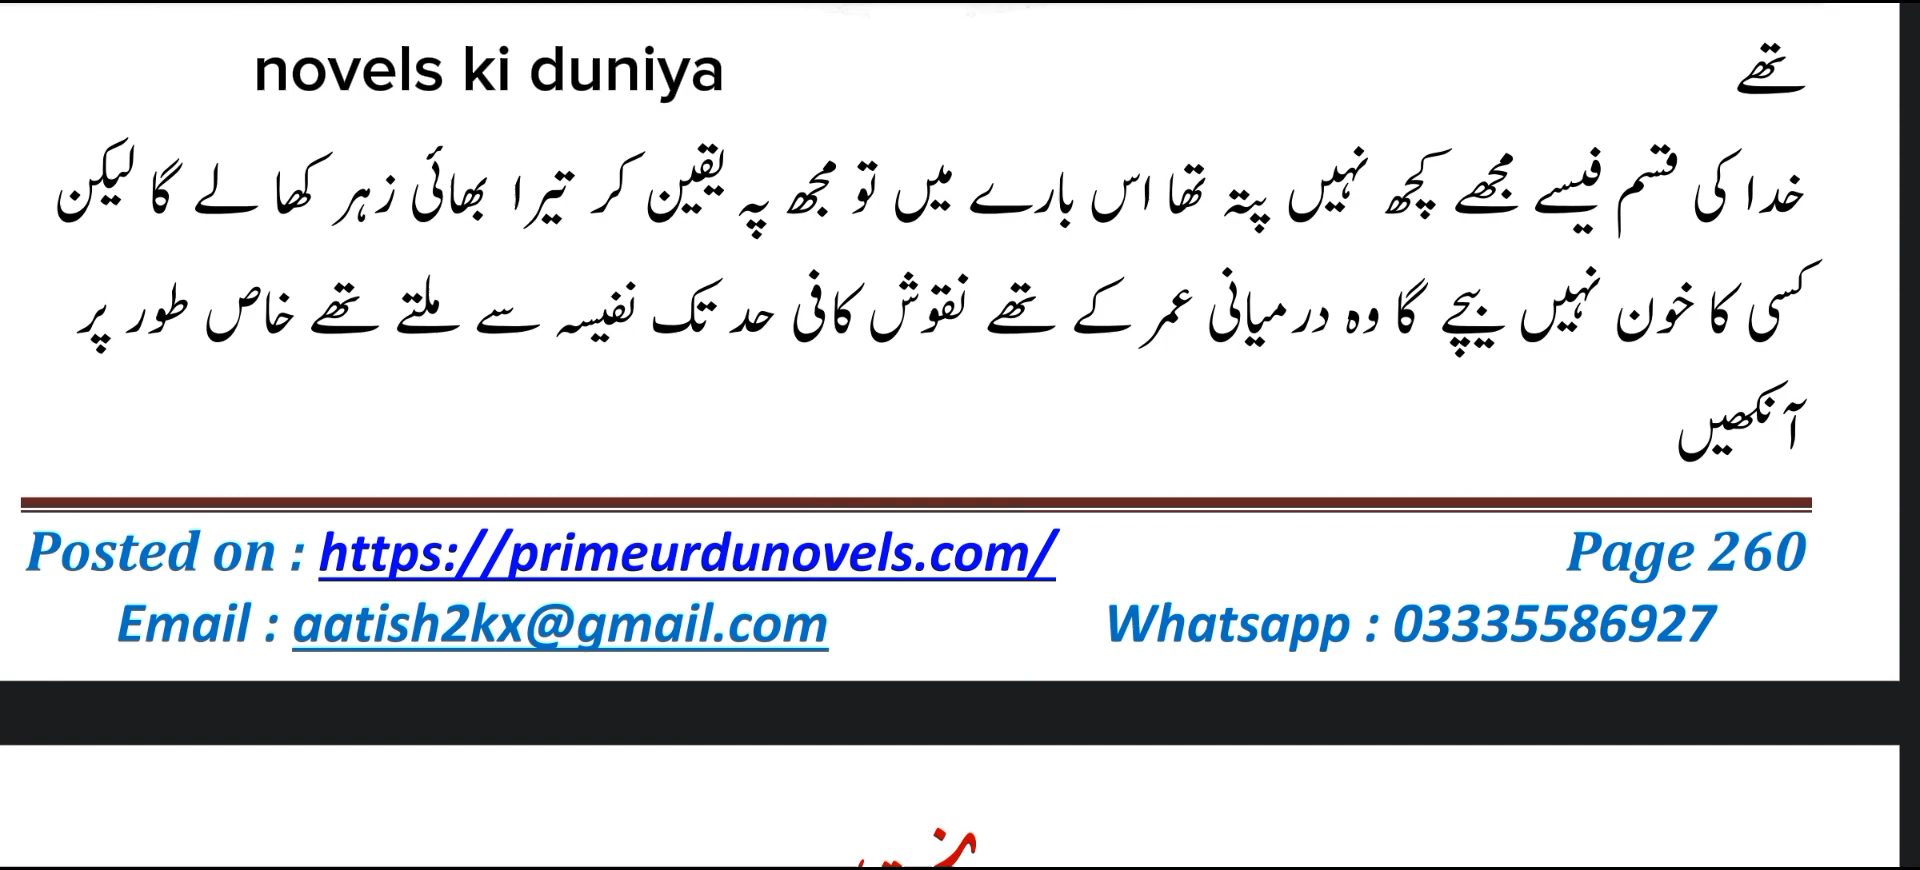 تھے
novels ki duniya
خدا کی قسم فیسے مجھے کچھ نہیں پتہ تھا اس بارے میں تو مجھ پہ یقین کر تیرا بھائی زہر کھا لے گا لیکن
کسی کا خون نہیں بیچے گا وہ درمیانی عمر کے تھے نقوش کافی حد تک نفیسہ سے ملتے تھے خاص طور پر
آنکھیں
Posted on : https://primeurdunovels.com/ Page 260
Email : aatish2kx@gmail.com Whatsapp : 03335586927